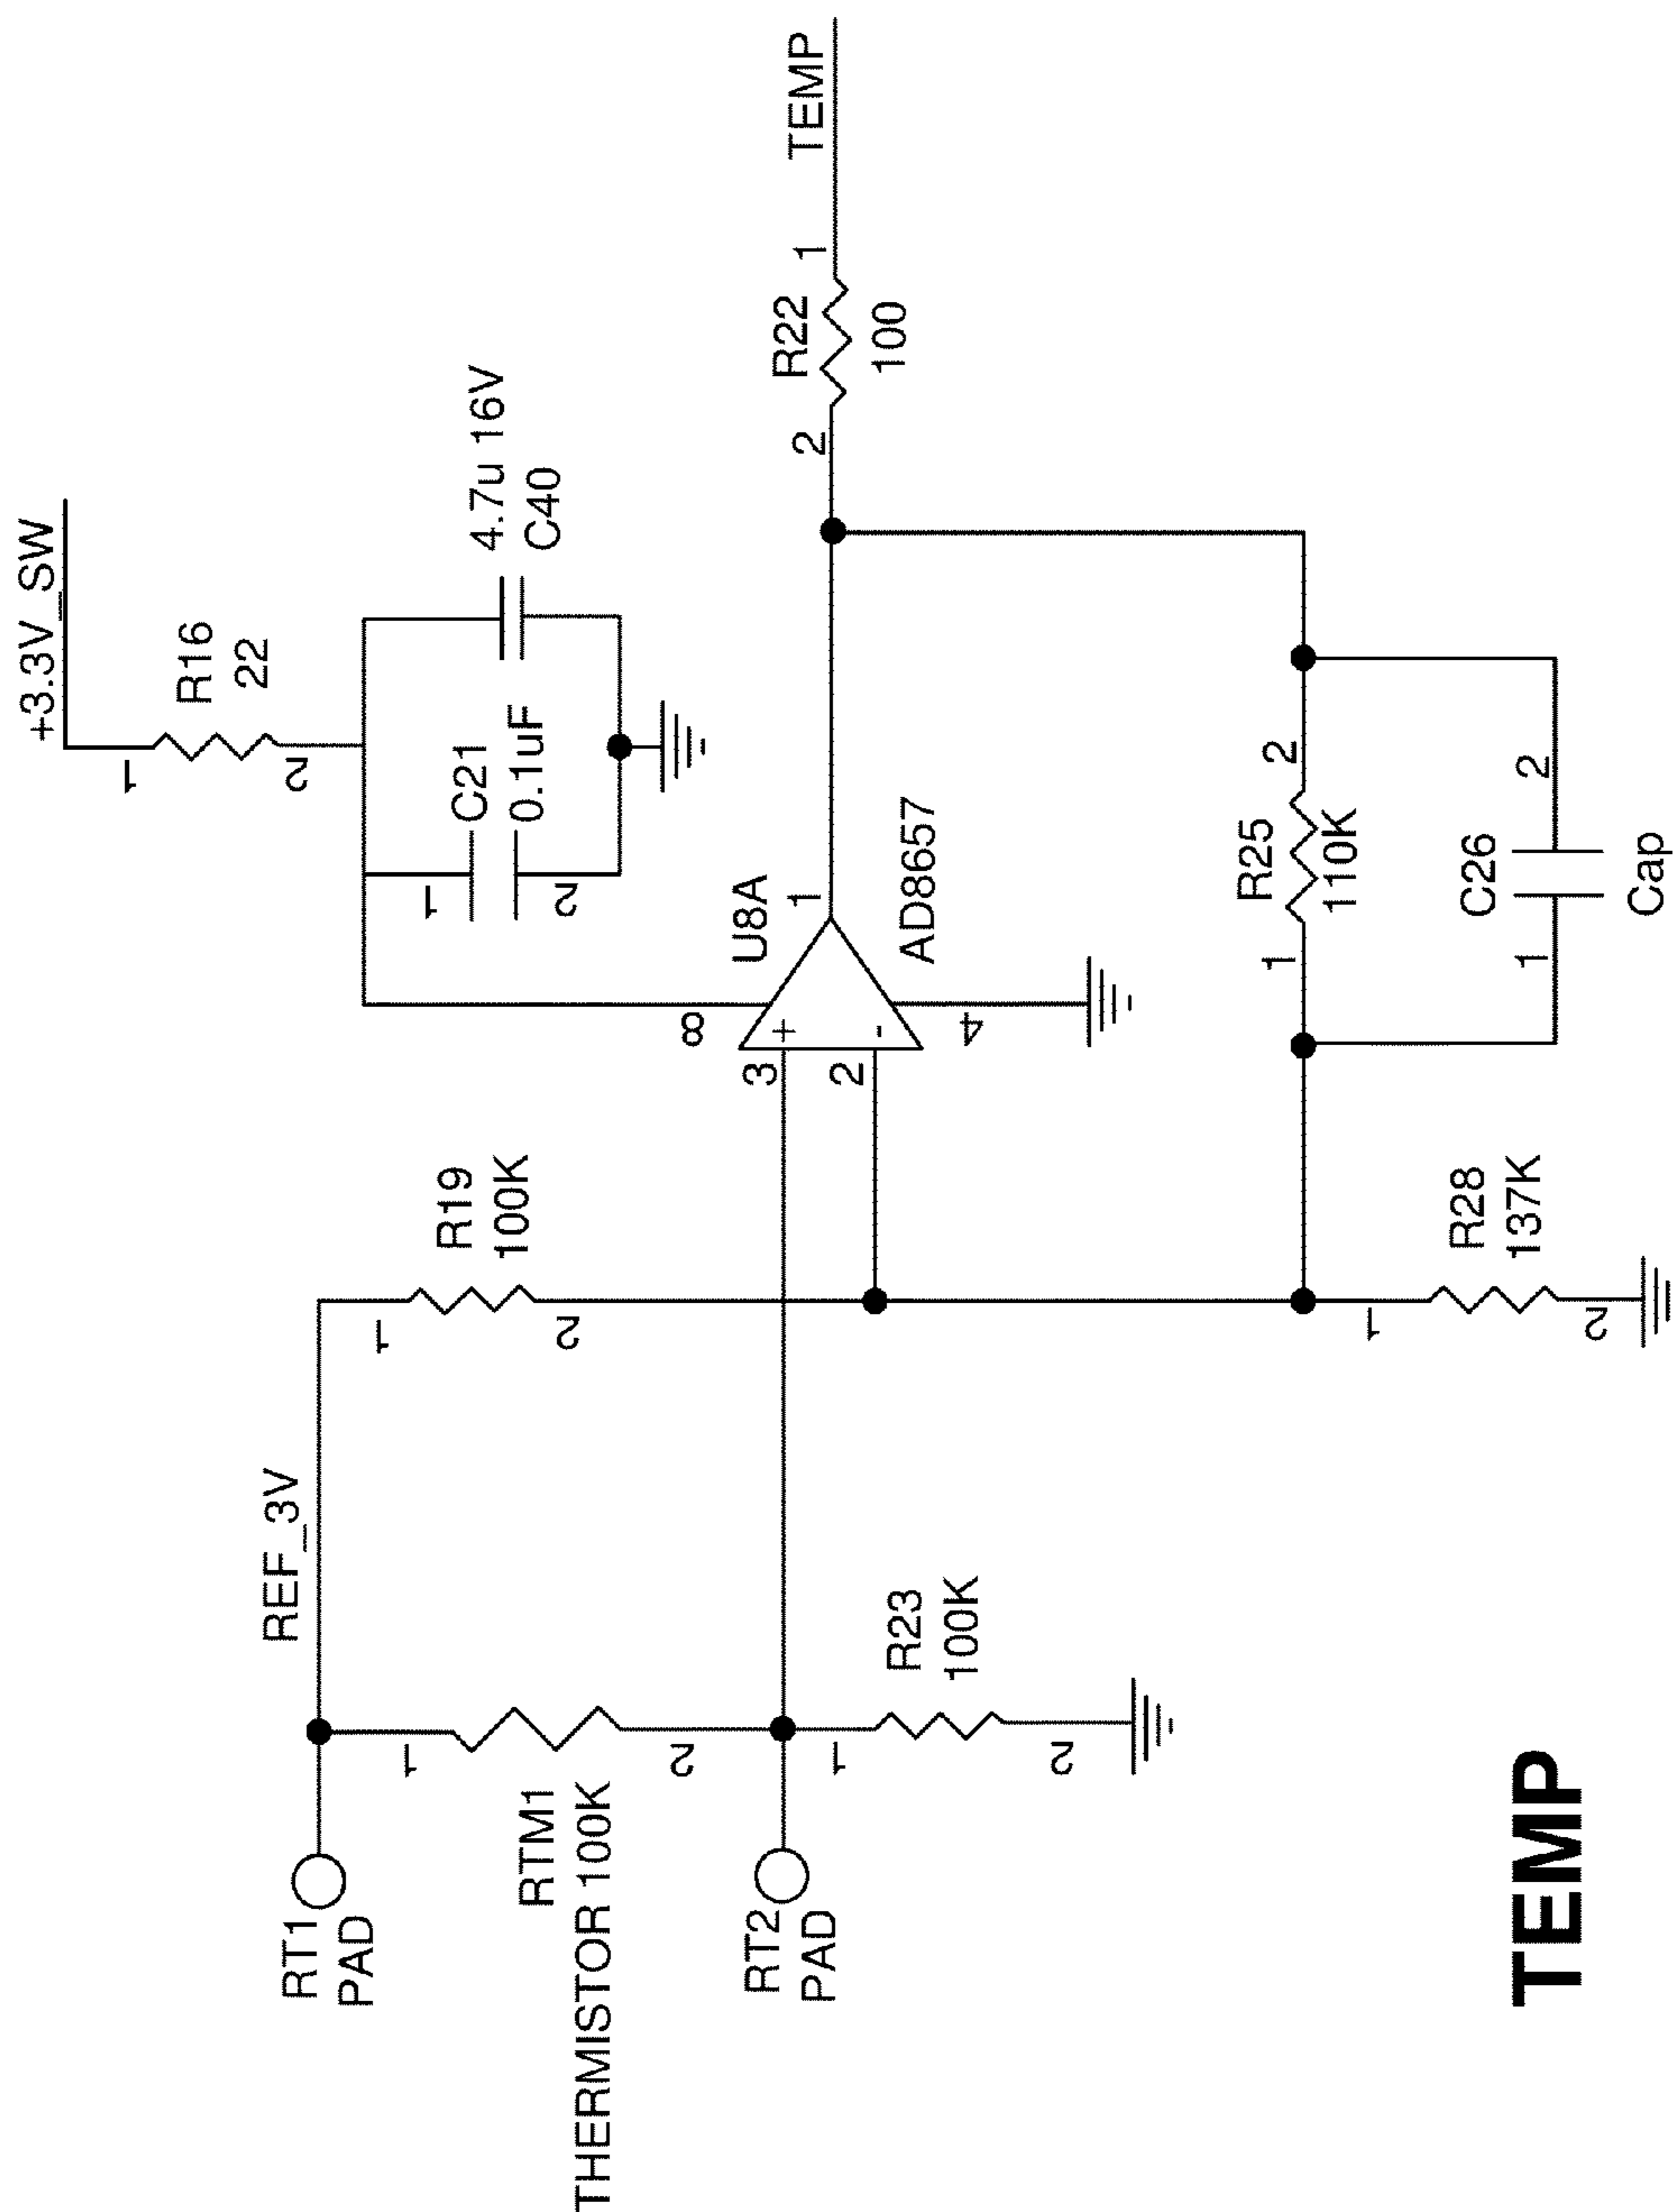 +3.3V_SW
1
R16
22
2
1
C21
0.1uF
2
4.7u 16V
C40
REF_3V
RT1
PAD
1
RTM1
THERMISTOR 100K
2
RT2
PAD
1
R23
100K
2
1
R19
100K
2
3
+
2
-
8
U8A
1
AD8657
4
2
R22
100
1
TEMP
1
R25
110K
2
1
C26
Cap
2
1
R28
137K
2
TEMP